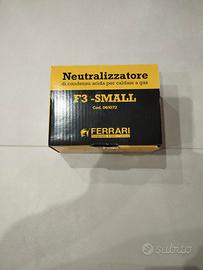 Neutralizzatore
di condensa acida per caldaie a gas
F3 -SMALL
Cod. 061072
FERRARI
subito